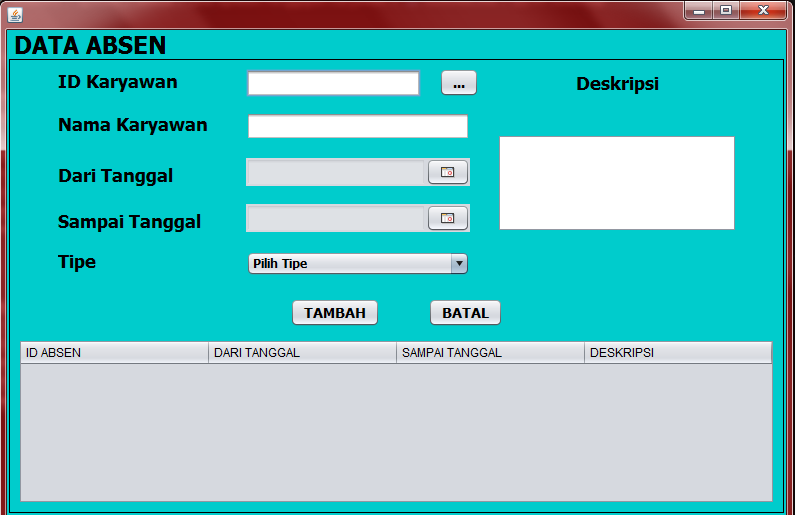 DATA ABSEN
ID Karyawan
...
Deskripsi
Nama Karyawan
Dari Tanggal
Sampai Tanggal
Tipe
Pilih Tipe
TAMBAH
BATAL
ID ABSEN DARI TANGGAL SAMPAI TANGGAL DESKRIPSI